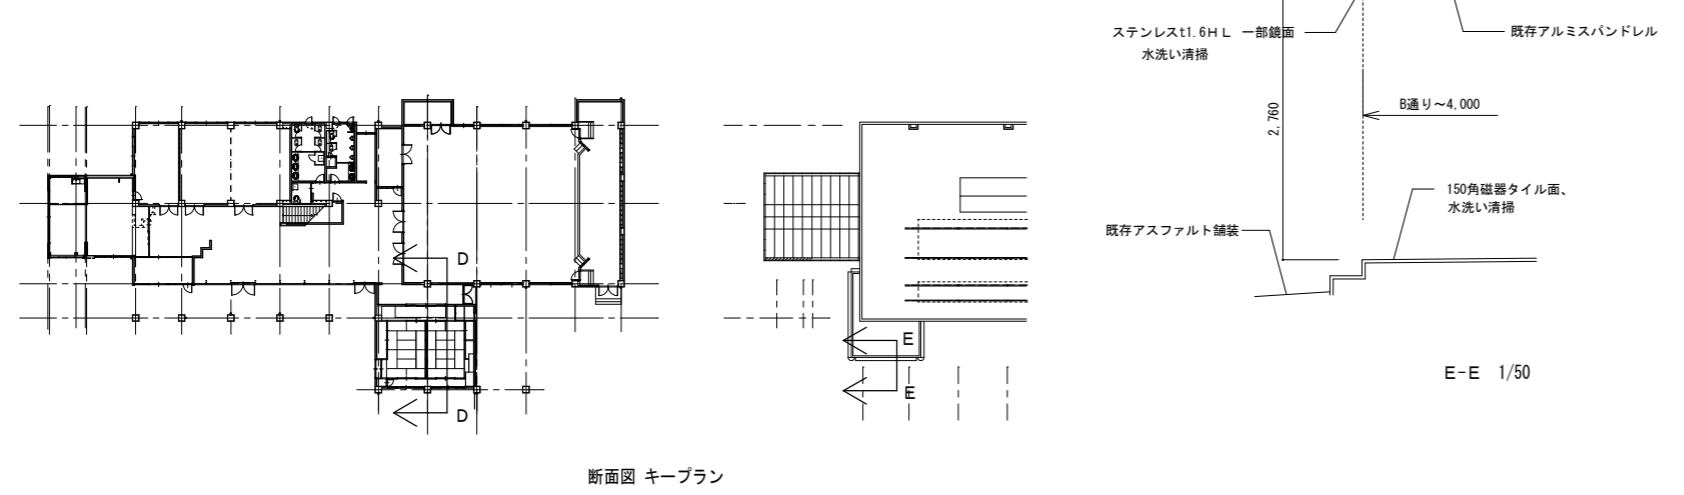 ステンレスt1.6HL 一部鏡面
水洗い清掃
既存アルミスパンドレル
2,760
B通り～4,000
150角磁器タイル面、
水洗い清掃
既存アスファルト舗装
D
D
E
E
E-E 1/50
断面図 キープラン